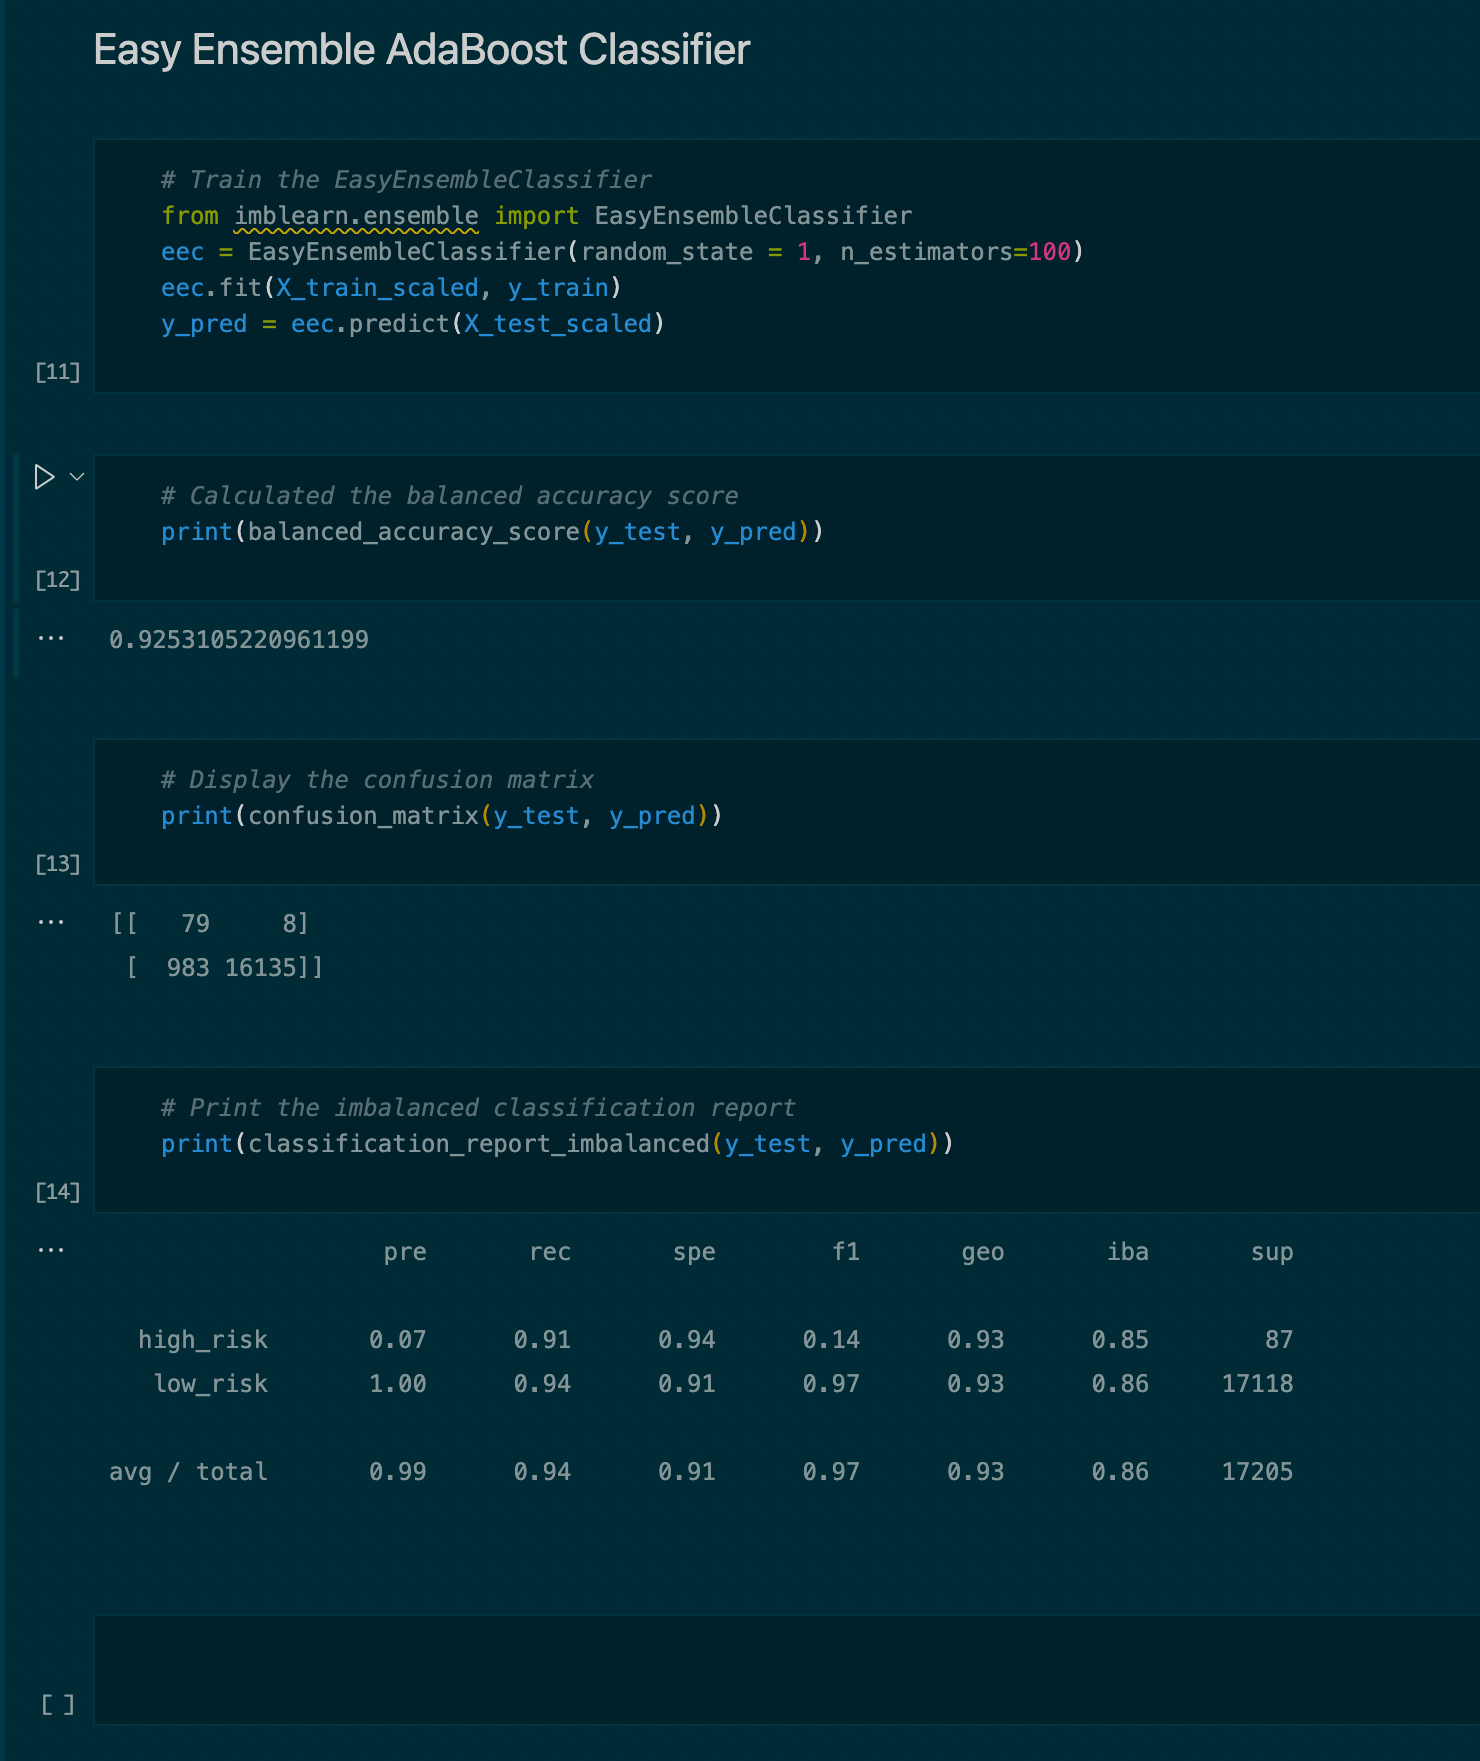 Easy Ensemble AdaBoost Classifier
# Train the EasyEnsembleClassifier
from imblearn.ensemble import EasyEnsembleClassifier
eec = EasyEnsembleClassifier(random_state = 1, n_estimators=100)
eec.fit(X_train_scaled, y_train)
y_pred = eec.predict(X_test_scaled)
[11]
# Calculated the balanced accuracy score
print(balanced_accuracy_score(y_test, y_pred))
[12]
... 0.9253105220961199
# Display the confusion matrix
print(confusion_matrix(y_test, y_pred))
[13]
... [[   79     8]
 [  983 16135]]
# Print the imbalanced classification report
print(classification_report_imbalanced(y_test, y_pred))
[14]
... pre rec spe f1 geo iba sup
high_risk 0.07 0.91 0.94 0.14 0.93 0.85 87
low_risk 1.00 0.94 0.91 0.97 0.93 0.86 17118
avg / total 0.99 0.94 0.91 0.97 0.93 0.86 17205
[ ]